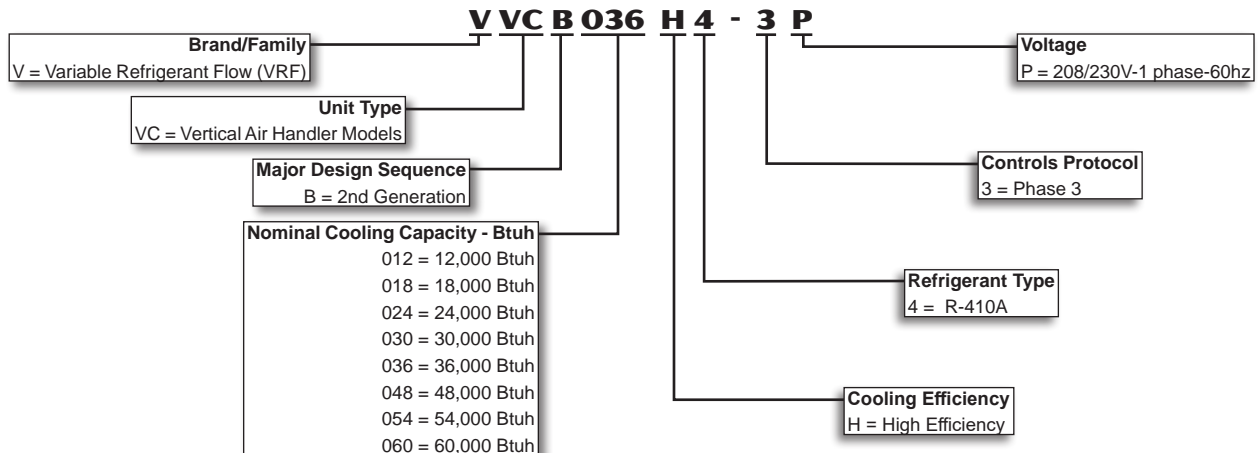 V VC B 036 H 4 - 3 P
Brand/Family
V = Variable Refrigerant Flow (VRF)
Voltage
P = 208/230V-1 phase-60hz
Unit Type
VC = Vertical Air Handler Models
Major Design Sequence
B = 2nd Generation
Controls Protocol
3 = Phase 3
Nominal Cooling Capacity - Btuh
012 = 12,000 Btuh
018 = 18,000 Btuh
024 = 24,000 Btuh
030 = 30,000 Btuh
036 = 36,000 Btuh
048 = 48,000 Btuh
054 = 54,000 Btuh
060 = 60,000 Btuh
Refrigerant Type
4 = R-410A
Cooling Efficiency
H = High Efficiency